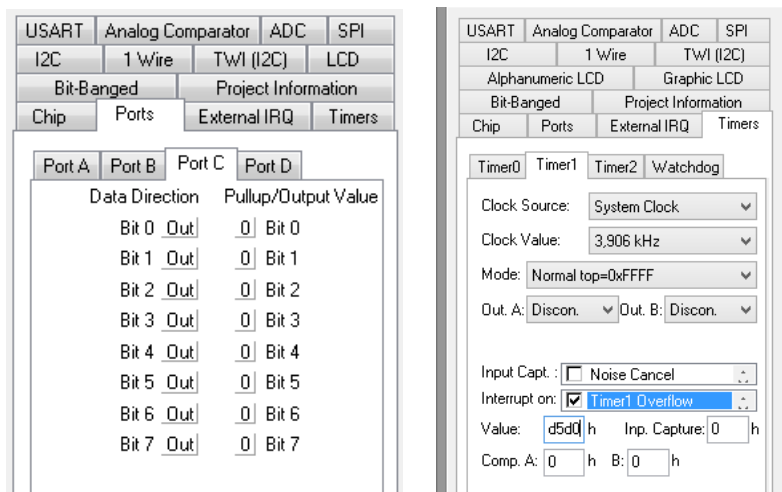 USART Analog Comparator ADC SPI
I2C 1 Wire TWI (I2C) LCD
Bit-Banged Project Information
Chip Ports External IRQ Timers
Port A Port B Port C Port D
Data Direction Pullup/Output Value
Bit 0 Out 0 Bit 0
Bit 1 Out 0 Bit 1
Bit 2 Out 0 Bit 2
Bit 3 Out 0 Bit 3
Bit 4 Out 0 Bit 4
Bit 5 Out 0 Bit 5
Bit 6 Out 0 Bit 6
Bit 7 Out 0 Bit 7
USART Analog Comparator ADC SPI
I2C 1 Wire TWI (I2C)
Alphanumeric LCD Graphic LCD
Bit-Banged Project Information
Chip Ports External IRQ Timers
Timer0 Timer1 Timer2 Watchdog
Clock Source: System Clock
Clock Value: 3,906 kHz
Mode: Normal top=0xFFFF
Out. A: Discon. Out. B: Discon.
Input Capt. : Noise Cancel
Interrupt on: Timer1 Overflow
Value: d5d0 h Inp. Capture: 0 h
Comp. A: 0 h B: 0 h